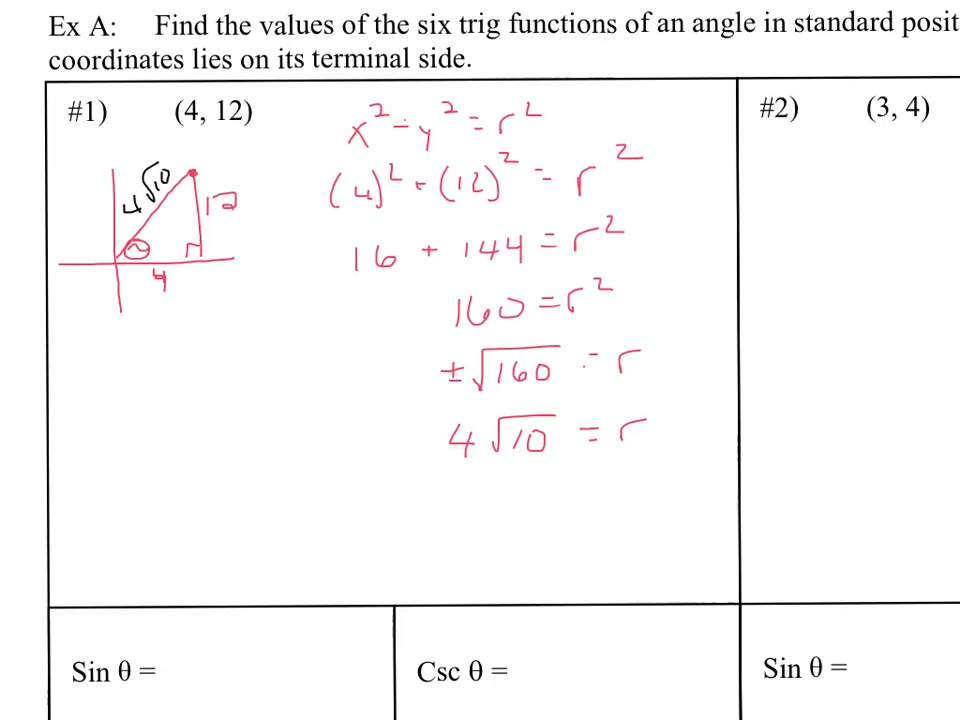 Ex A: Find the values of the six trig functions of an angle in standard posit
coordinates lies on its terminal side.
#1) (4, 12)
x² + y² = r²
(4)² + (12)² = r²
16 + 144 = r²
160 = r²
±√160 = r
4√10 = r
4√10
12
θ
4
#2) (3, 4)
Sin θ =
Csc θ =
Sin θ =